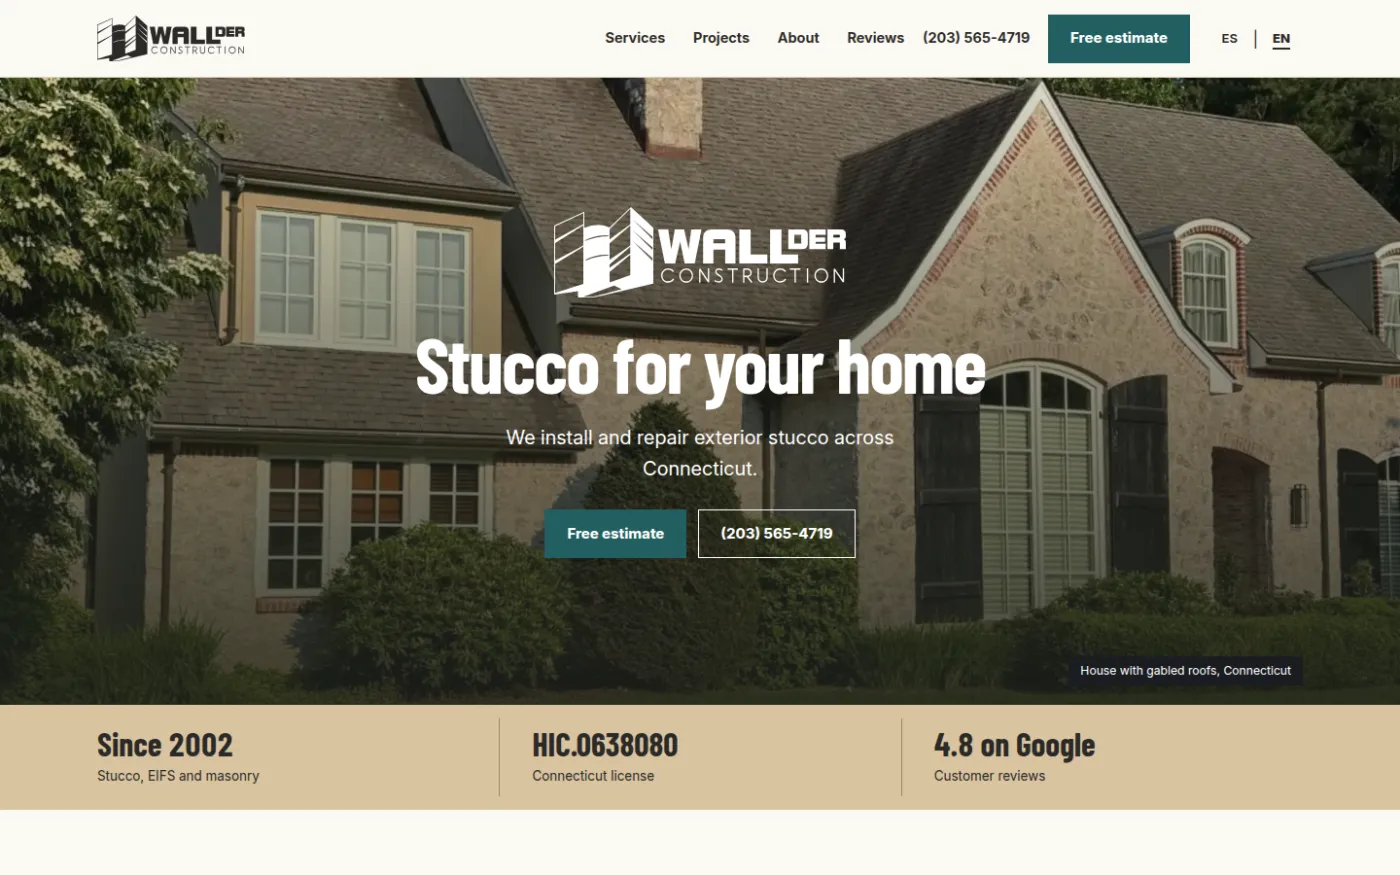 WALLDER
CONSTRUCTION
Services
Projects
About
Reviews
(203) 565-4719
Free estimate
ES
EN
WALLDER
CONSTRUCTION
Stucco for your home
We install and repair exterior stucco across
Connecticut.
Free estimate
(203) 565-4719
House with gabled roofs, Connecticut
Since 2002
Stucco, EIFS and masonry
HIC.0638080
Connecticut license
4.8 on Google
Customer reviews